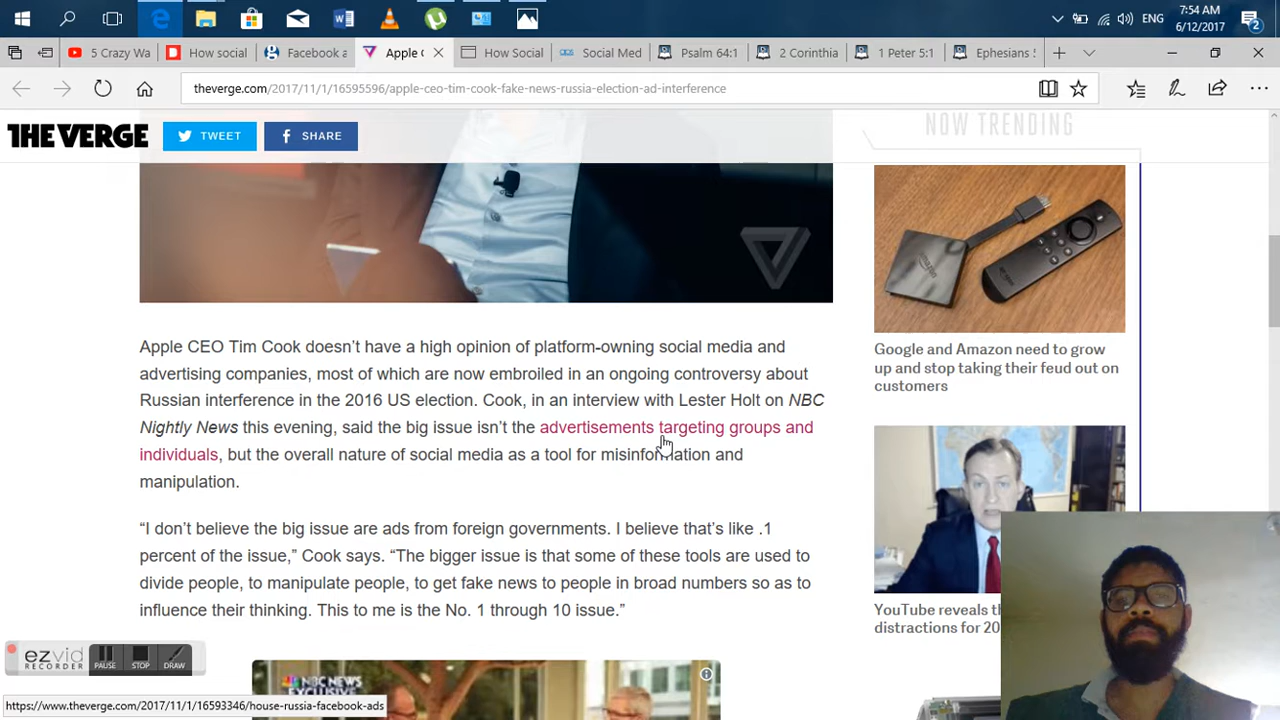 7:54 AM
ENG
6/12/2017
2
5 Crazy Wa
How social
Facebook a
Apple C
How Social
Social Med
Psalm 64:1
2 Corinthia
1 Peter 5:1
Ephesians 5
theverge.com/2017/11/1/16595596/apple-ceo-tim-cook-fake-news-russia-election-ad-interference
THE VERGE
TWEET
SHARE
NOW TRENDING
Google and Amazon need to grow
up and stop taking their feud out on
customers
Apple CEO Tim Cook doesn’t have a high opinion of platform-owning social media and
advertising companies, most of which are now embroiled in an ongoing controversy about
Russian interference in the 2016 US election. Cook, in an interview with Lester Holt on NBC
Nightly News this evening, said the big issue isn’t the advertisements targeting groups and
individuals, but the overall nature of social media as a tool for misinformation and
manipulation.
“I don’t believe the big issue are ads from foreign governments. I believe that’s like .1
percent of the issue,” Cook says. “The bigger issue is that some of these tools are used to
divide people, to manipulate people, to get fake news to people in broad numbers so as to
influence their thinking. This to me is the No. 1 through 10 issue.”
YouTube reveals th
distractions for 20
ezvid
RECORDER
PAUSE
STOP
DRAW
NBC NEWS
EXCLUSIVE
https://www.theverge.com/2017/11/1/16593346/house-russia-facebook-ads